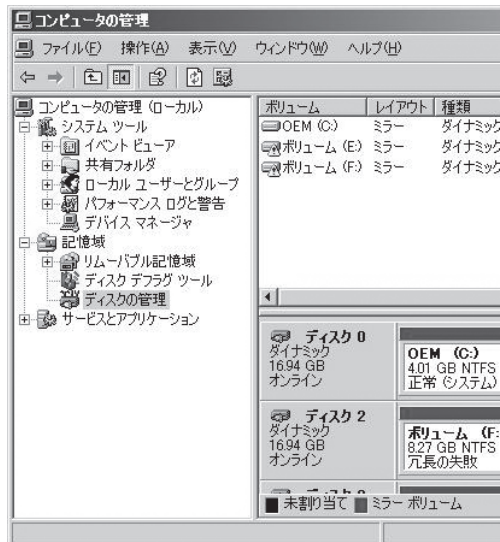 コンピュータの管理
ファイル(F) 操作(A) 表示(V) ウィンドウ(W) ヘルプ(H)
コンピュータの管理 (ローカル)
システム ツール
イベント ビューア
共有フォルダ
ローカル ユーザーとグループ
パフォーマンス ログと警告
デバイス マネージャ
記憶域
リムーバブル記憶域
ディスク デフラグ ツール
ディスクの管理
サービスとアプリケーション
ボリューム レイアウト 種類
OEM (C:) ミラー ダイナミック
ボリューム (E:) ミラー ダイナミック
ボリューム (F:) ミラー ダイナミック
ディスク 0
ダイナミック
16.94 GB
オンライン
OEM (C:)
4.01 GB NTFS
正常 (システム)
ディスク 2
ダイナミック
16.94 GB
オンライン
ボリューム (F:
8.27 GB NTFS
冗長の失敗
未割り当て ミラー ボリューム